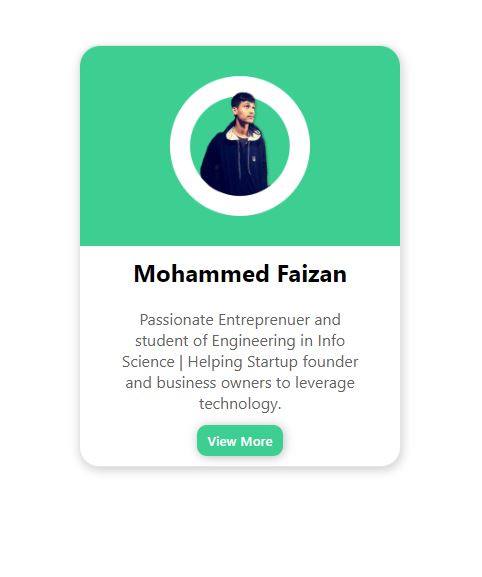 Mohammed Faizan
Passionate Entreprenuer and
student of Engineering in Info
Science | Helping Startup founder
and business owners to leverage
technology.
View More